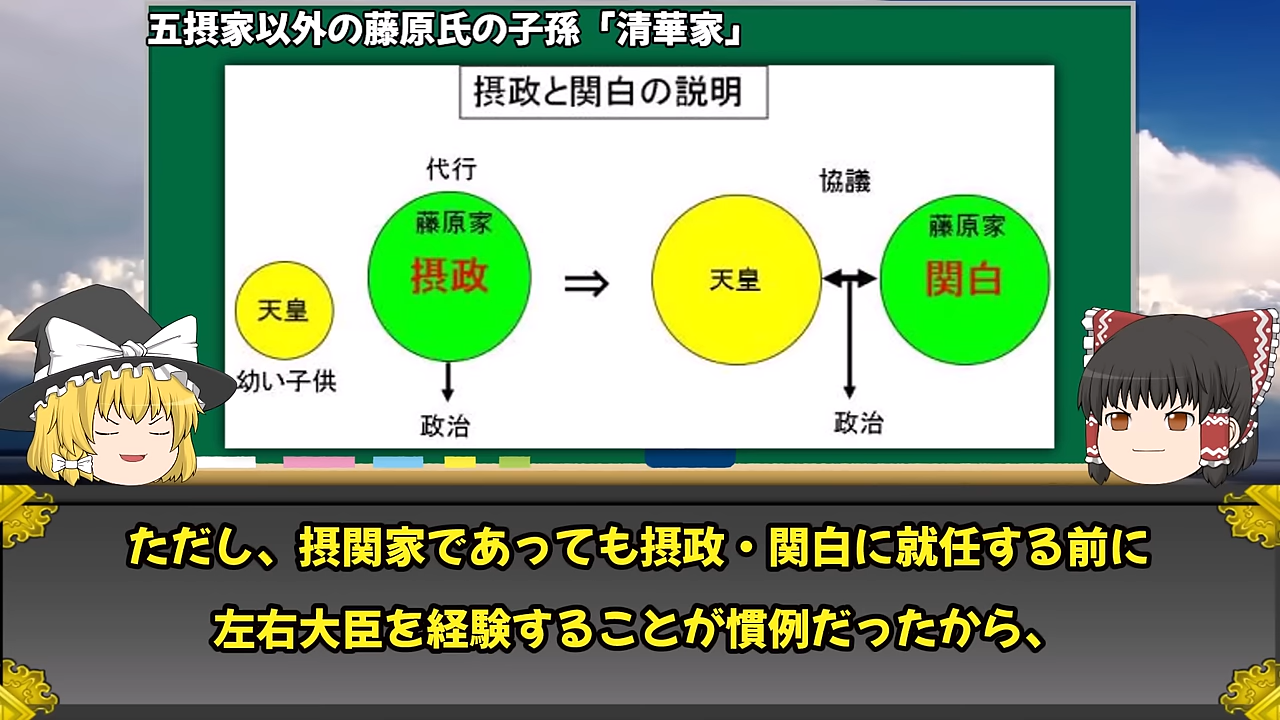 五摂家以外の藤原氏の子孫「清華家」
摂政と関白の説明
代行
藤原家
摂政
天皇
幼い子供
政治
⇒
天皇
協議
藤原家
関白
政治
ただし、摂関家であっても摂政・関白に就任する前に
左右大臣を経験することが慣例だったから、